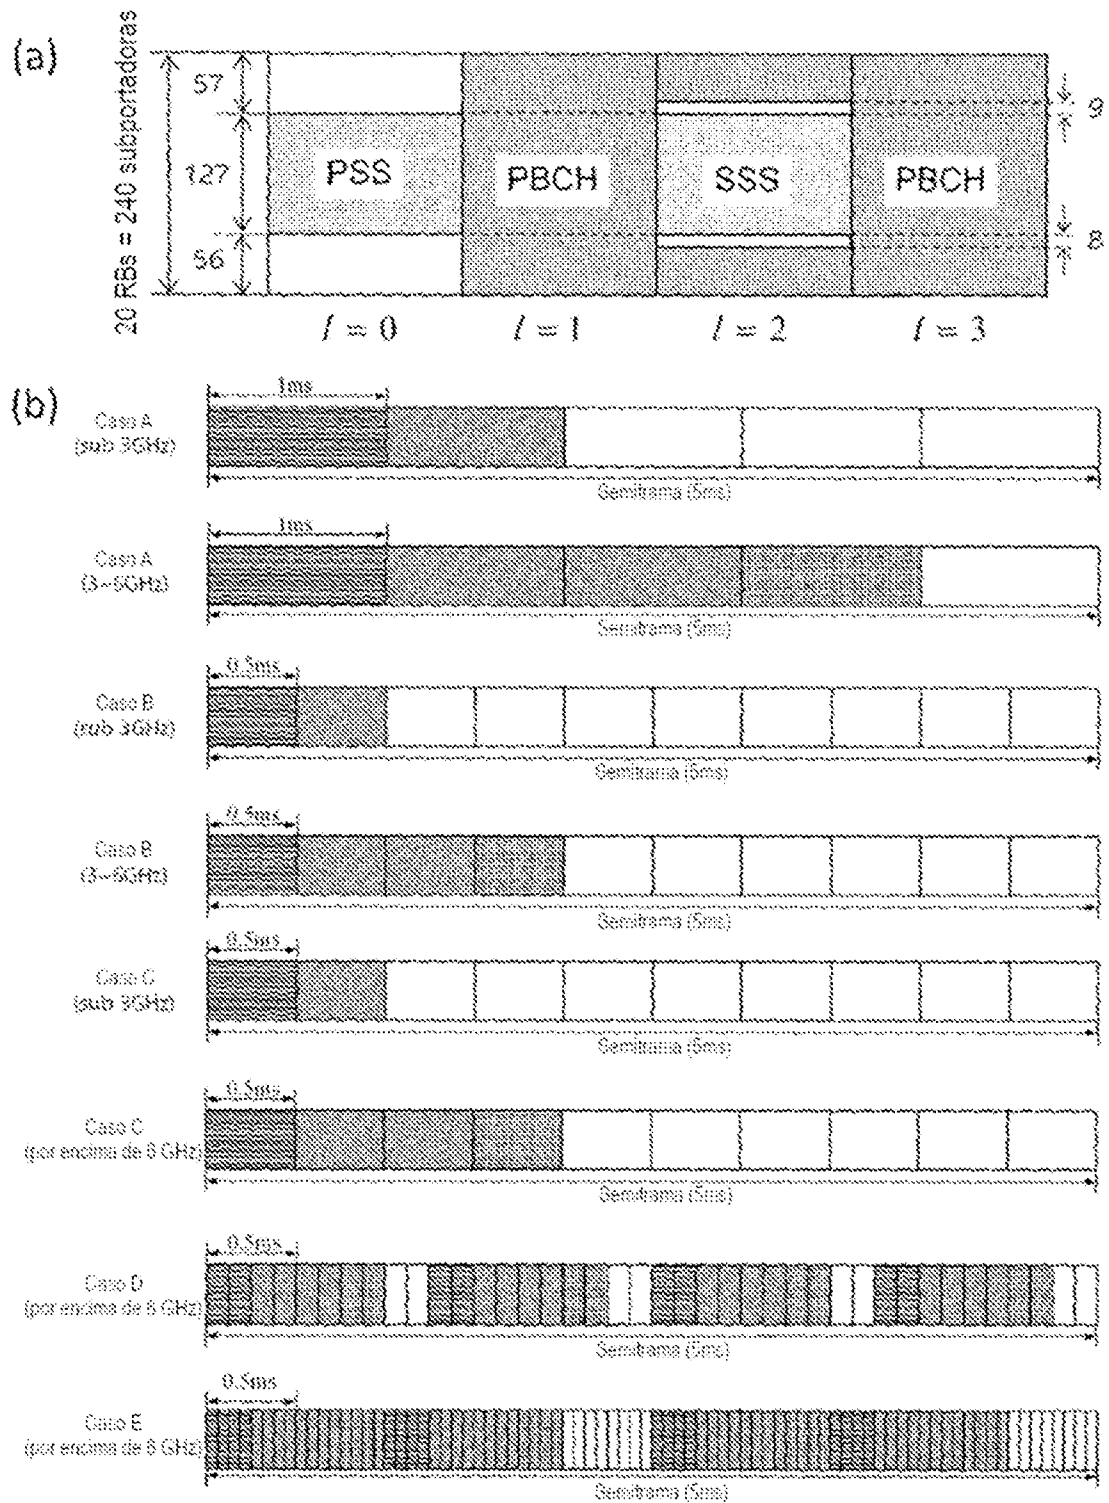 (a)
20 RBs = 240 subportadoras
57
127
56
PSS
PBCH
SSS
PBCH
9
8
l = 0
l = 1
l = 2
l = 3
(b)
Caso A
(sub 3GHz)
1ms
Semitrama (5ms)
Caso A
(3~6GHz)
1ms
Semitrama (5ms)
Caso B
(sub 3GHz)
0.5ms
Semitrama (5ms)
Caso B
(3~6GHz)
0.5ms
Semitrama (5ms)
Caso C
(sub 3GHz)
0.5ms
Semitrama (5ms)
Caso C
(por encima de 6 GHz)
0.5ms
Semitrama (5ms)
Caso D
(por encima de 6 GHz)
0.5ms
Semitrama (5ms)
Caso E
(por encima de 6 GHz)
0.5ms
Semitrama (5ms)